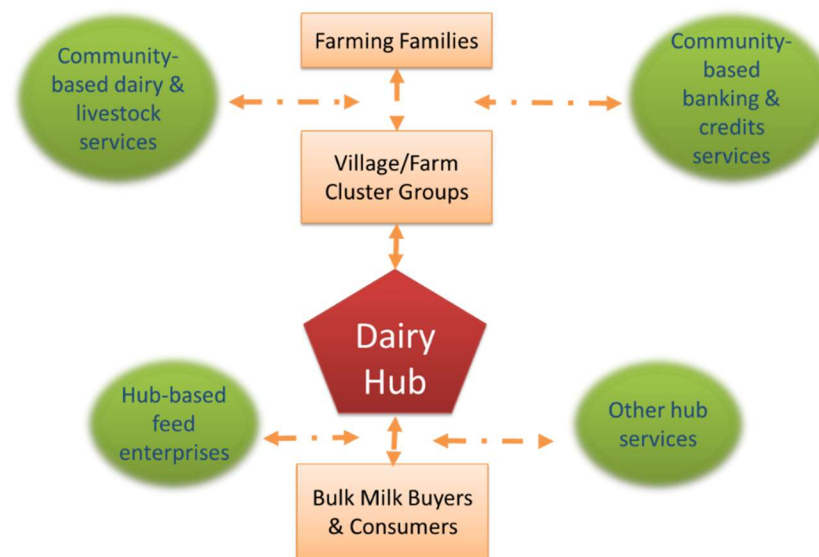 Farming Families
Community-
based dairy &
livestock
services
Community-
based
banking &
credits
services
Village/Farm
Cluster Groups
Dairy
Hub
Hub-based
feed
enterprises
Other hub
services
Bulk Milk Buyers
& Consumers